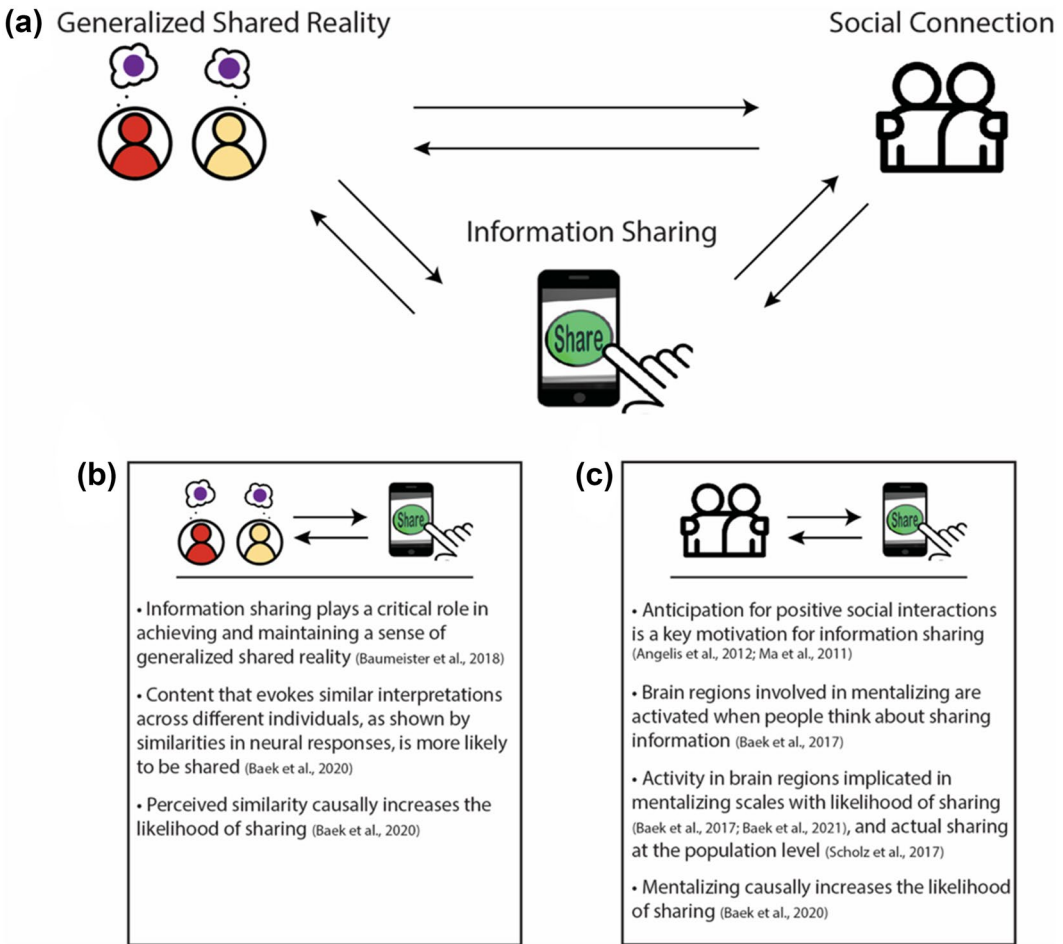 (a) Generalized Shared Reality
Social Connection
Information Sharing
Share
(b)
Share
• Information sharing plays a critical role in
achieving and maintaining a sense of
generalized shared reality (Baumeister et al., 2018)
• Content that evokes similar interpretations
across different individuals, as shown by
similarities in neural responses, is more likely
to be shared (Baek et al., 2020)
• Perceived similarity causally increases the
likelihood of sharing (Baek et al., 2020)
(c)
Share
• Anticipation for positive social interactions
is a key motivation for information sharing
(Angelis et al., 2012; Ma et al., 2011)
• Brain regions involved in mentalizing are
activated when people think about sharing
information (Baek et al., 2017)
• Activity in brain regions implicated in
mentalizing scales with likelihood of sharing
(Baek et al., 2017; Baek et al., 2021), and actual sharing
at the population level (Scholz et al., 2017)
• Mentalizing causally increases the likelihood
of sharing (Baek et al., 2020)